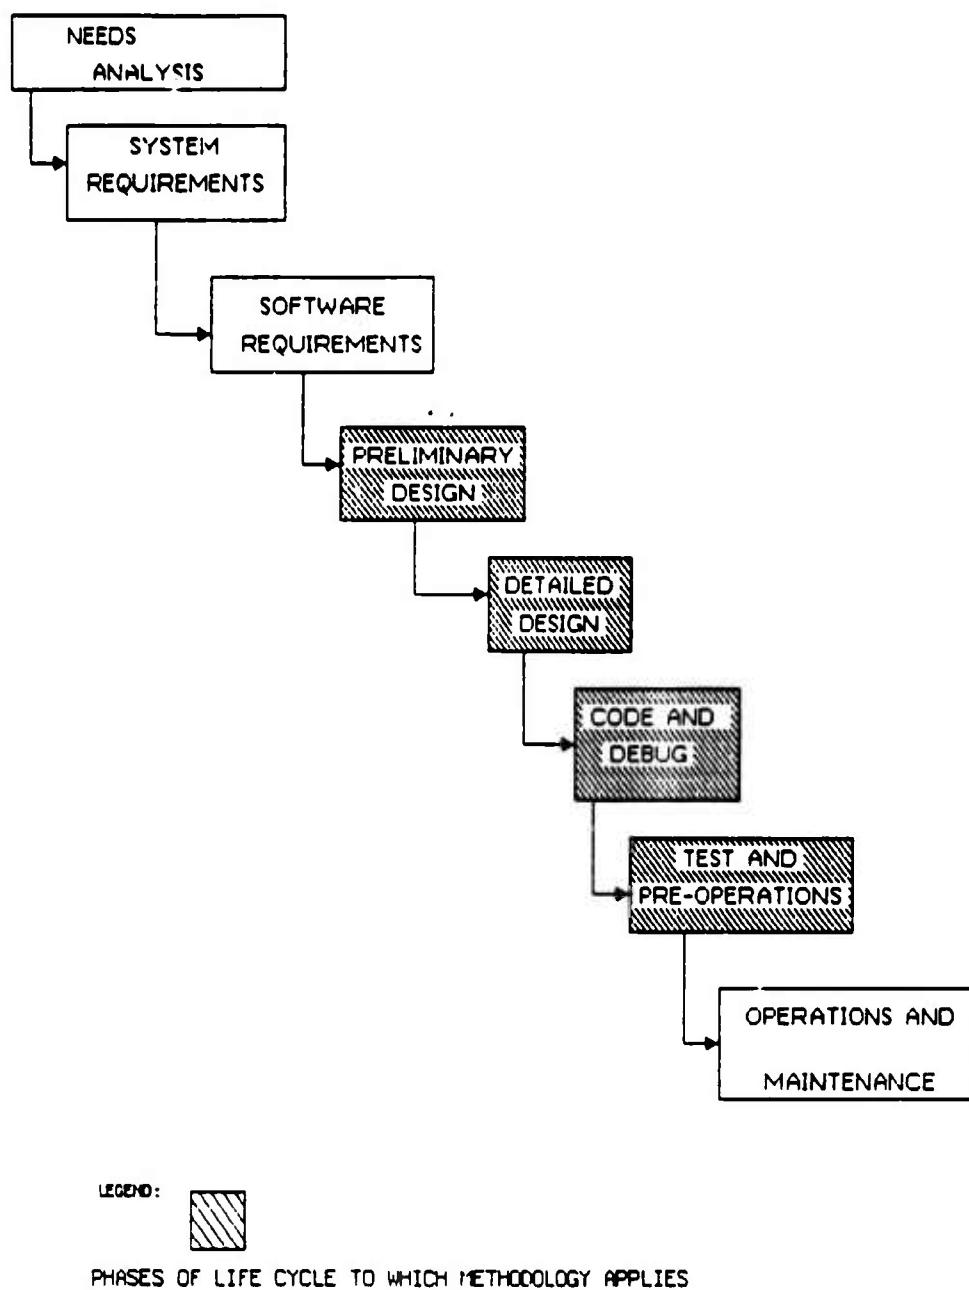 NEEDS
ANALYSIS
SYSTEM
REQUIREMENTS
SOFTWARE
REQUIREMENTS
PRELIMINARY
DESIGN
DETAILED
DESIGN
CODE AND
DEBUG
TEST AND
PRE-OPERATIONS
OPERATIONS AND
MAINTENANCE
LEGEND:
PHASES OF LIFE CYCLE TO WHICH METHODOLOGY APPLIES